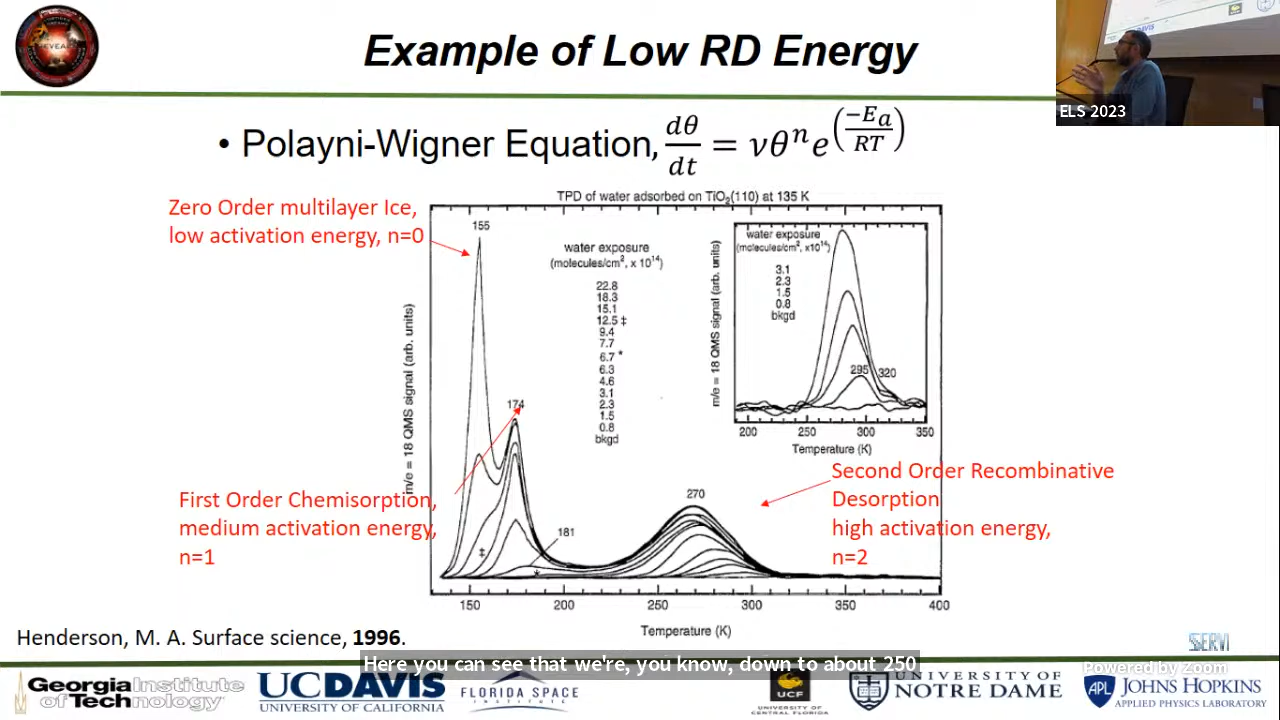 Example of Low RD Energy
ELS 2023
• Polayni-Wigner Equation, dθ/dt = νθⁿe^(−Eₐ/RT)
Zero Order multilayer Ice,
low activation energy, n=0
TPD of water adsorbed on TiO₂(110) at 135 K
155
water exposure
(molecules/cm², x 10¹⁴)
22.8
18.3
15.1
12.5 ‡
9.4
7.7
6.7 *
6.3
4.6
3.1
2.3
1.5
0.8
bkgd
m/e = 18 QMS signal (arb. units)
174
181
‡
*
270
150 200 250 300 350 400
Temperature (K)
water exposure
(molecules/cm², x10¹⁴)
3.1
2.3
1.5
0.8
bkgd
m/e = 18 QMS signal (arb. units)
295 320
200 250 300 350
Temperature (K)
First Order Chemisorption,
medium activation energy,
n=1
Second Order Recombinative
Desorption
high activation energy,
n=2
Henderson, M. A. Surface science, 1996.
SERVI
Here you can see that we're, you know, down to about 250
Powered by Zoom
Georgia Institute
of Technology
UCDAVIS
UNIVERSITY OF CALIFORNIA
FLORIDA SPACE
INSTITUTE
UCF
UNIVERSITY OF
CENTRAL FLORIDA
UNIVERSITY OF
NOTRE DAME
APL
JOHNS HOPKINS
APPLIED PHYSICS LABORATORY